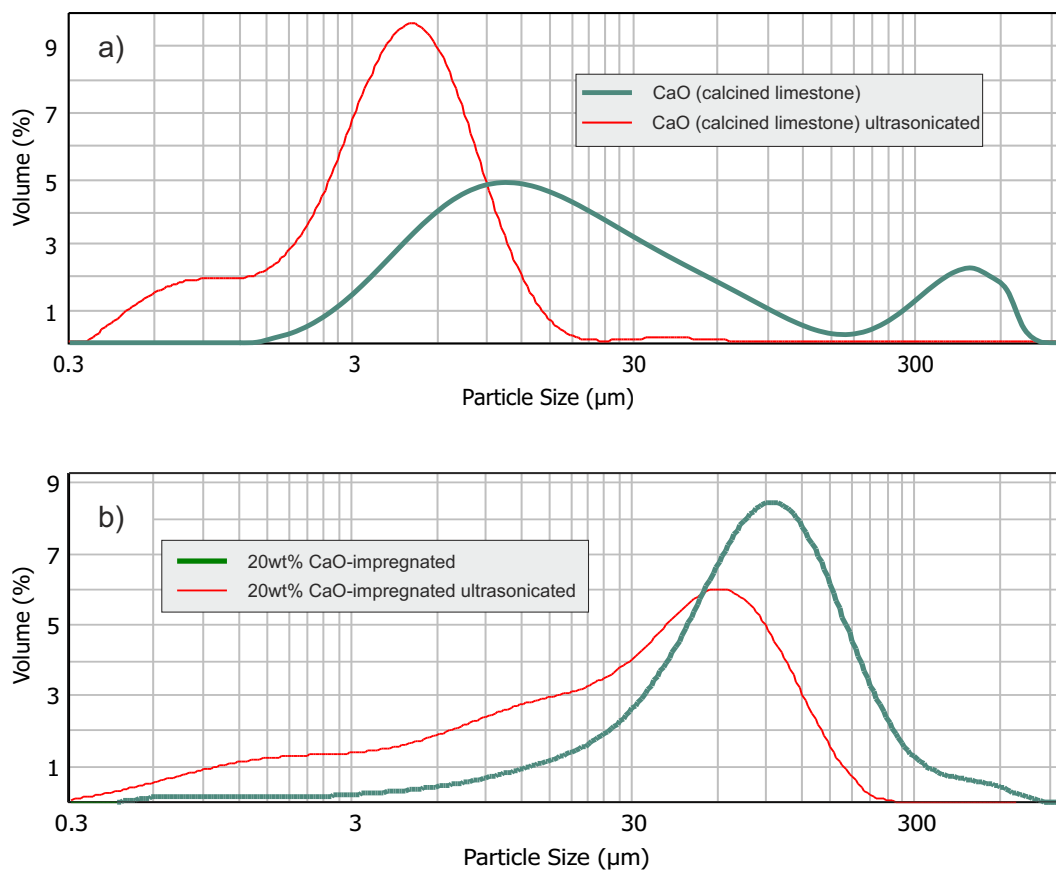 a)
9
7
5
3
1
Volume (%)
CaO (calcined limestone)
CaO (calcined limestone) ultrasonicated
0.3
3
30
300
Particle Size (µm)
b)
9
7
5
3
1
Volume (%)
20wt% CaO-impregnated
20wt% CaO-impregnated ultrasonicated
0.3
3
30
300
Particle Size (µm)